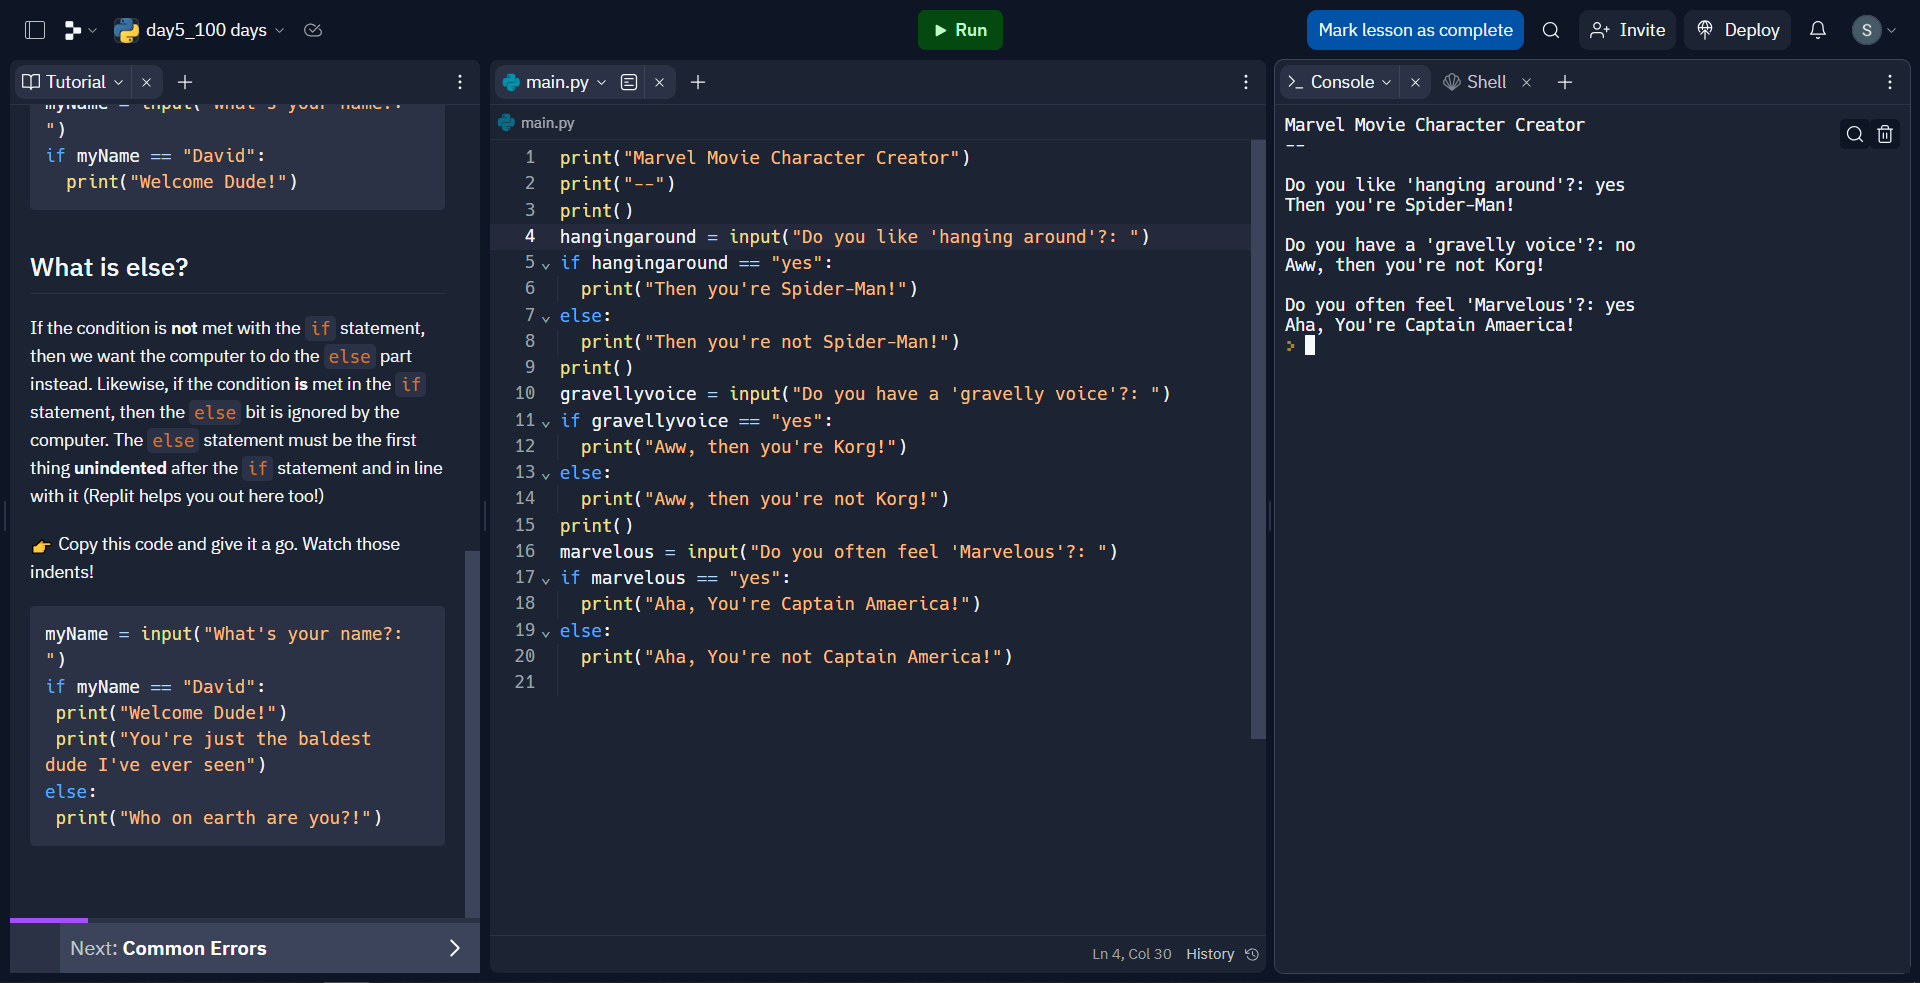 day5_100 days
Run
Mark lesson as complete
Invite
Deploy
S
Tutorial
myName = input("What's your name?:
")
if myName == "David":
print("Welcome Dude!")
What is else?
If the condition is not met with the if statement,
then we want the computer to do the else part
instead. Likewise, if the condition is met in the if
statement, then the else bit is ignored by the
computer. The else statement must be the first
thing unindented after the if statement and in line
with it (Replit helps you out here too!)
👉 Copy this code and give it a go. Watch those
indents!
myName = input("What's your name?:
")
if myName == "David":
print("Welcome Dude!")
print("You're just the baldest
dude I've ever seen")
else:
print("Who on earth are you?!")
Next: Common Errors
main.py
main.py
1 print("Marvel Movie Character Creator")
2 print("--")
3 print()
4 hangingaround = input("Do you like 'hanging around'?: ")
5 if hangingaround == "yes":
6 print("Then you're Spider-Man!")
7 else:
8 print("Then you're not Spider-Man!")
9 print()
10 gravellyvoice = input("Do you have a 'gravelly voice'?: ")
11 if gravellyvoice == "yes":
12 print("Aww, then you're Korg!")
13 else:
14 print("Aww, then you're not Korg!")
15 print()
16 marvelous = input("Do you often feel 'Marvelous'?: ")
17 if marvelous == "yes":
18 print("Aha, You're Captain Amaerica!")
19 else:
20 print("Aha, You're not Captain America!")
21
Ln 4, Col 30 History
Console
Shell
Marvel Movie Character Creator
--
Do you like 'hanging around'?: yes
Then you're Spider-Man!
Do you have a 'gravelly voice'?: no
Aww, then you're not Korg!
Do you often feel 'Marvelous'?: yes
Aha, You're Captain Amaerica!